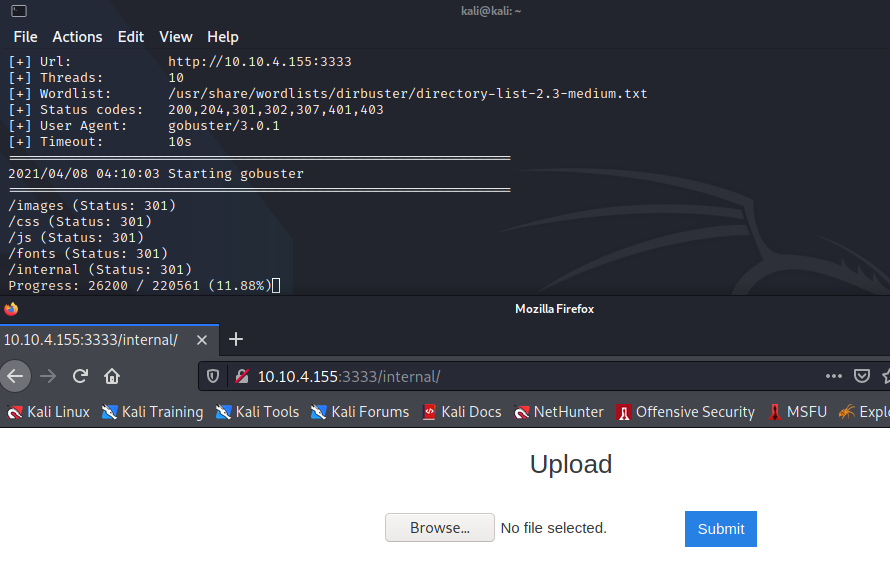 kali@kali: ~
File Actions Edit View Help
[+] Url: http://10.10.4.155:3333
[+] Threads: 10
[+] Wordlist: /usr/share/wordlists/dirbuster/directory-list-2.3-medium.txt
[+] Status codes: 200,204,301,302,307,401,403
[+] User Agent: gobuster/3.0.1
[+] Timeout: 10s
===============================================================
2021/04/08 04:10:03 Starting gobuster
===============================================================
/images (Status: 301)
/css (Status: 301)
/js (Status: 301)
/fonts (Status: 301)
/internal (Status: 301)
Progress: 26200 / 220561 (11.88%)
Mozilla Firefox
10.10.4.155:3333/internal/
10.10.4.155:3333/internal/
Kali Linux Kali Training Kali Tools Kali Forums Kali Docs NetHunter Offensive Security MSFU Explo
Upload
Browse... No file selected. Submit